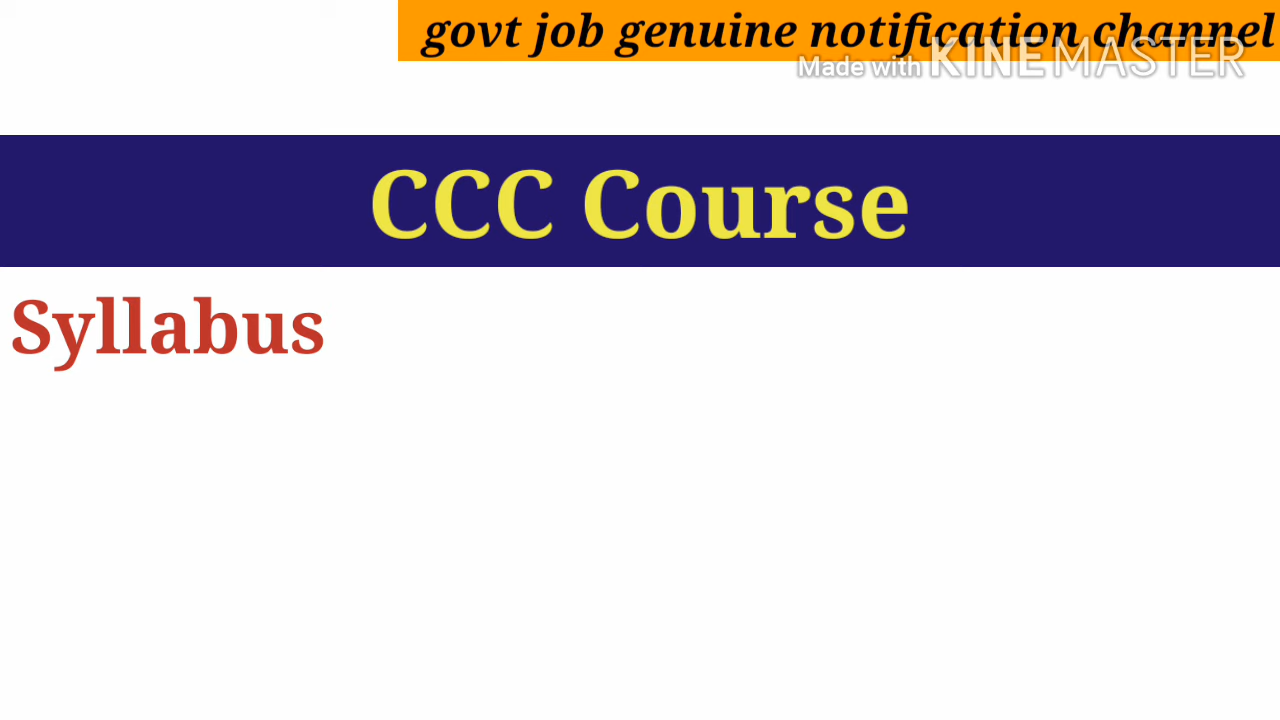 govt job genuine notification channel
Made with KINEMASTER
CCC Course
Syllabus